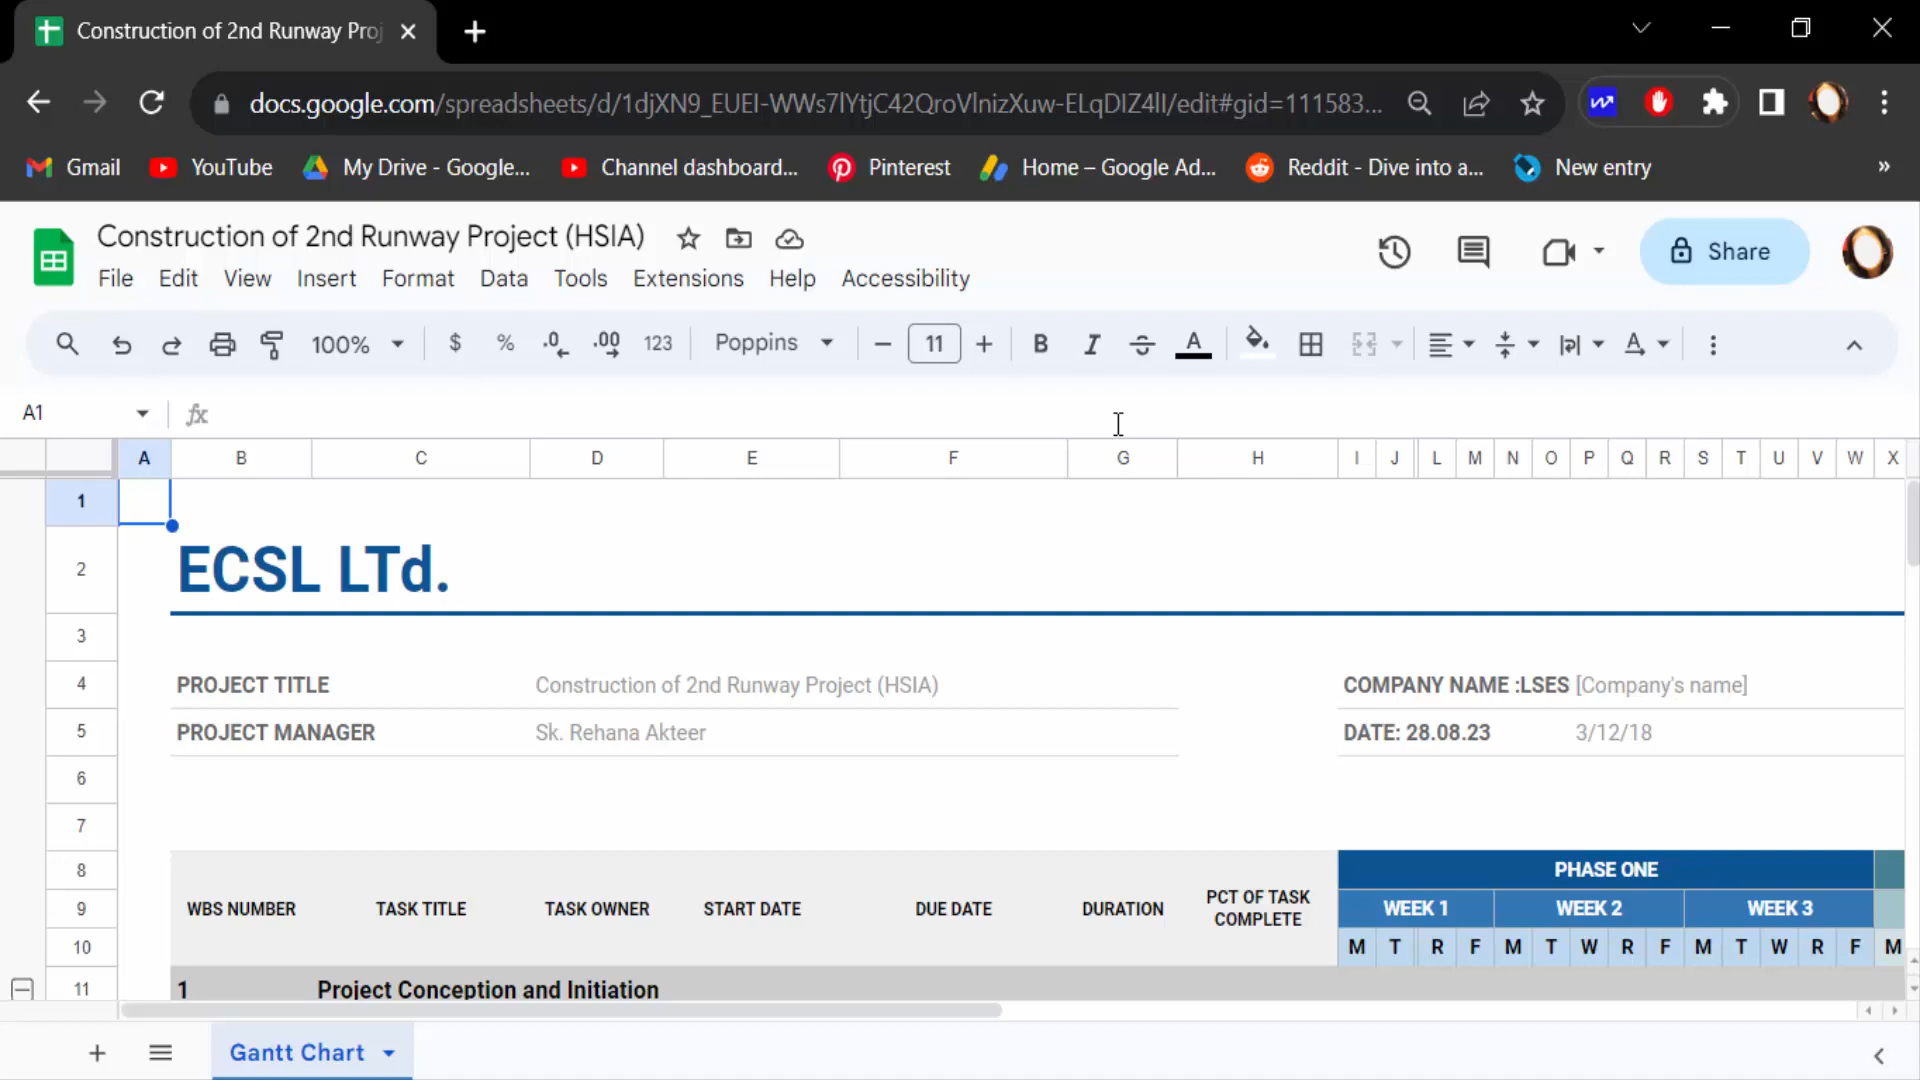 Construction of 2nd Runway Proj
docs.google.com/spreadsheets/d/1djXN9_EUEI-WWs7lYtjC42QroVlnizXuw-ELqDIZ4lI/edit#gid=111583...
Gmail YouTube My Drive - Google... Channel dashboard... Pinterest Home – Google Ad... Reddit - Dive into a... New entry »
Construction of 2nd Runway Project (HSIA)
Share
File Edit View Insert Format Data Tools Extensions Help Accessibility
100% $ % .0 .00 123 Poppins 11 B I A A
A1 fx
A B C D E F G H I J L M N O P Q R S T U V W X
1
2 ECSL LTd.
3
4 PROJECT TITLE Construction of 2nd Runway Project (HSIA) COMPANY NAME :LSES [Company's name]
5 PROJECT MANAGER Sk. Rehana Akteer DATE: 28.08.23 3/12/18
6
7
8 PHASE ONE
9 WBS NUMBER TASK TITLE TASK OWNER START DATE DUE DATE DURATION PCT OF TASK COMPLETE WEEK 1 WEEK 2 WEEK 3
10 M T R F M T W R F M T W R F M
11 1 Project Conception and Initiation
Gantt Chart